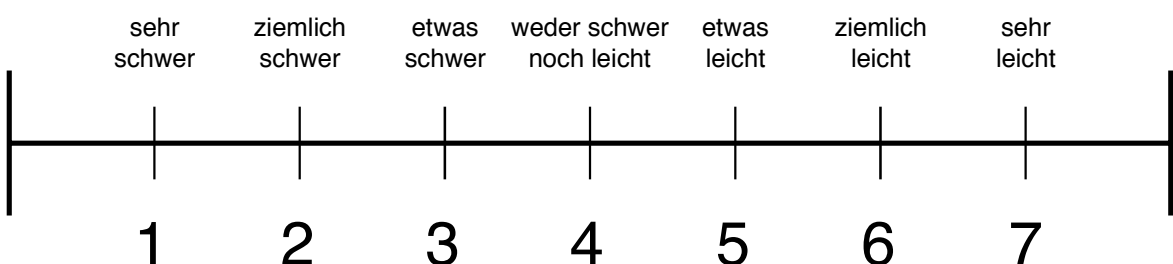 sehr ziemlich etwas weder schwer etwas ziemlich sehr
schwer schwer schwer noch leicht leicht leicht leicht
1 2 3 4 5 6 7